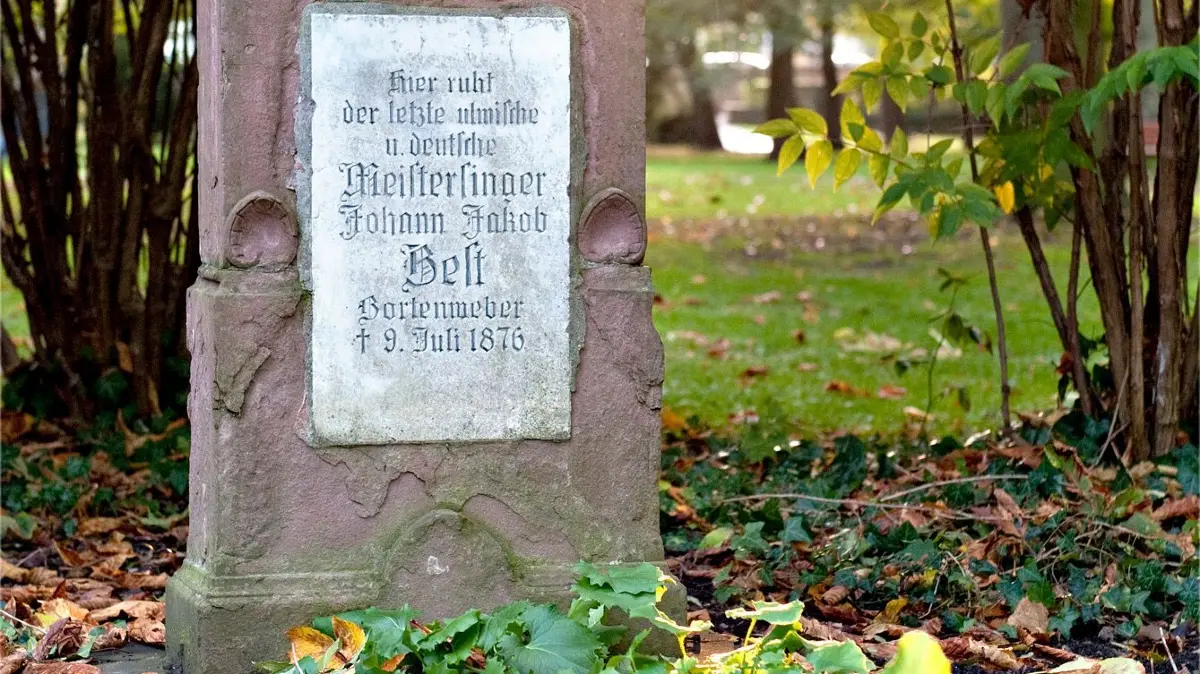 Hier ruht
der letzte ulmische
u. deutsche
Meistersinger
Johann Jakob
Best
Bortenweber
† 9. Juli 1876